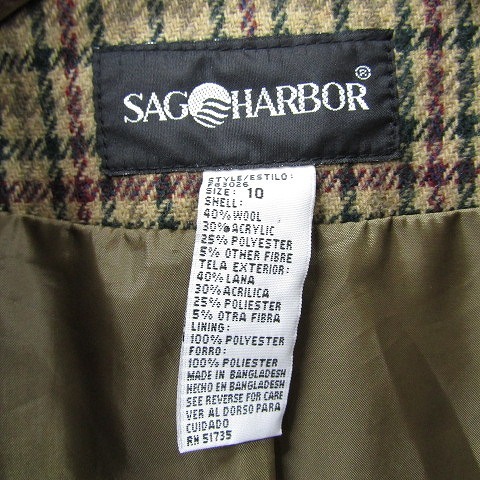 SAG HARBOR®
STYLE/ESTILO:
P83026
SIZE: 10
SHELL:
40% WOOL
30% ACRYLIC
25% POLYESTER
5% OTHER FIBRE
TELA EXTERIOR:
40% LANA
30% ACRILICA
25% POLIESTER
5% OTRA FIBRA
LINING:
100% POLYESTER
FORRO:
100% POLIESTER
MADE IN BANGLADESH
HECHO EN BANGLADESH
SEE REVERSE FOR CARE
VER AL DORSO PARA
CUIDADO
RN 51735